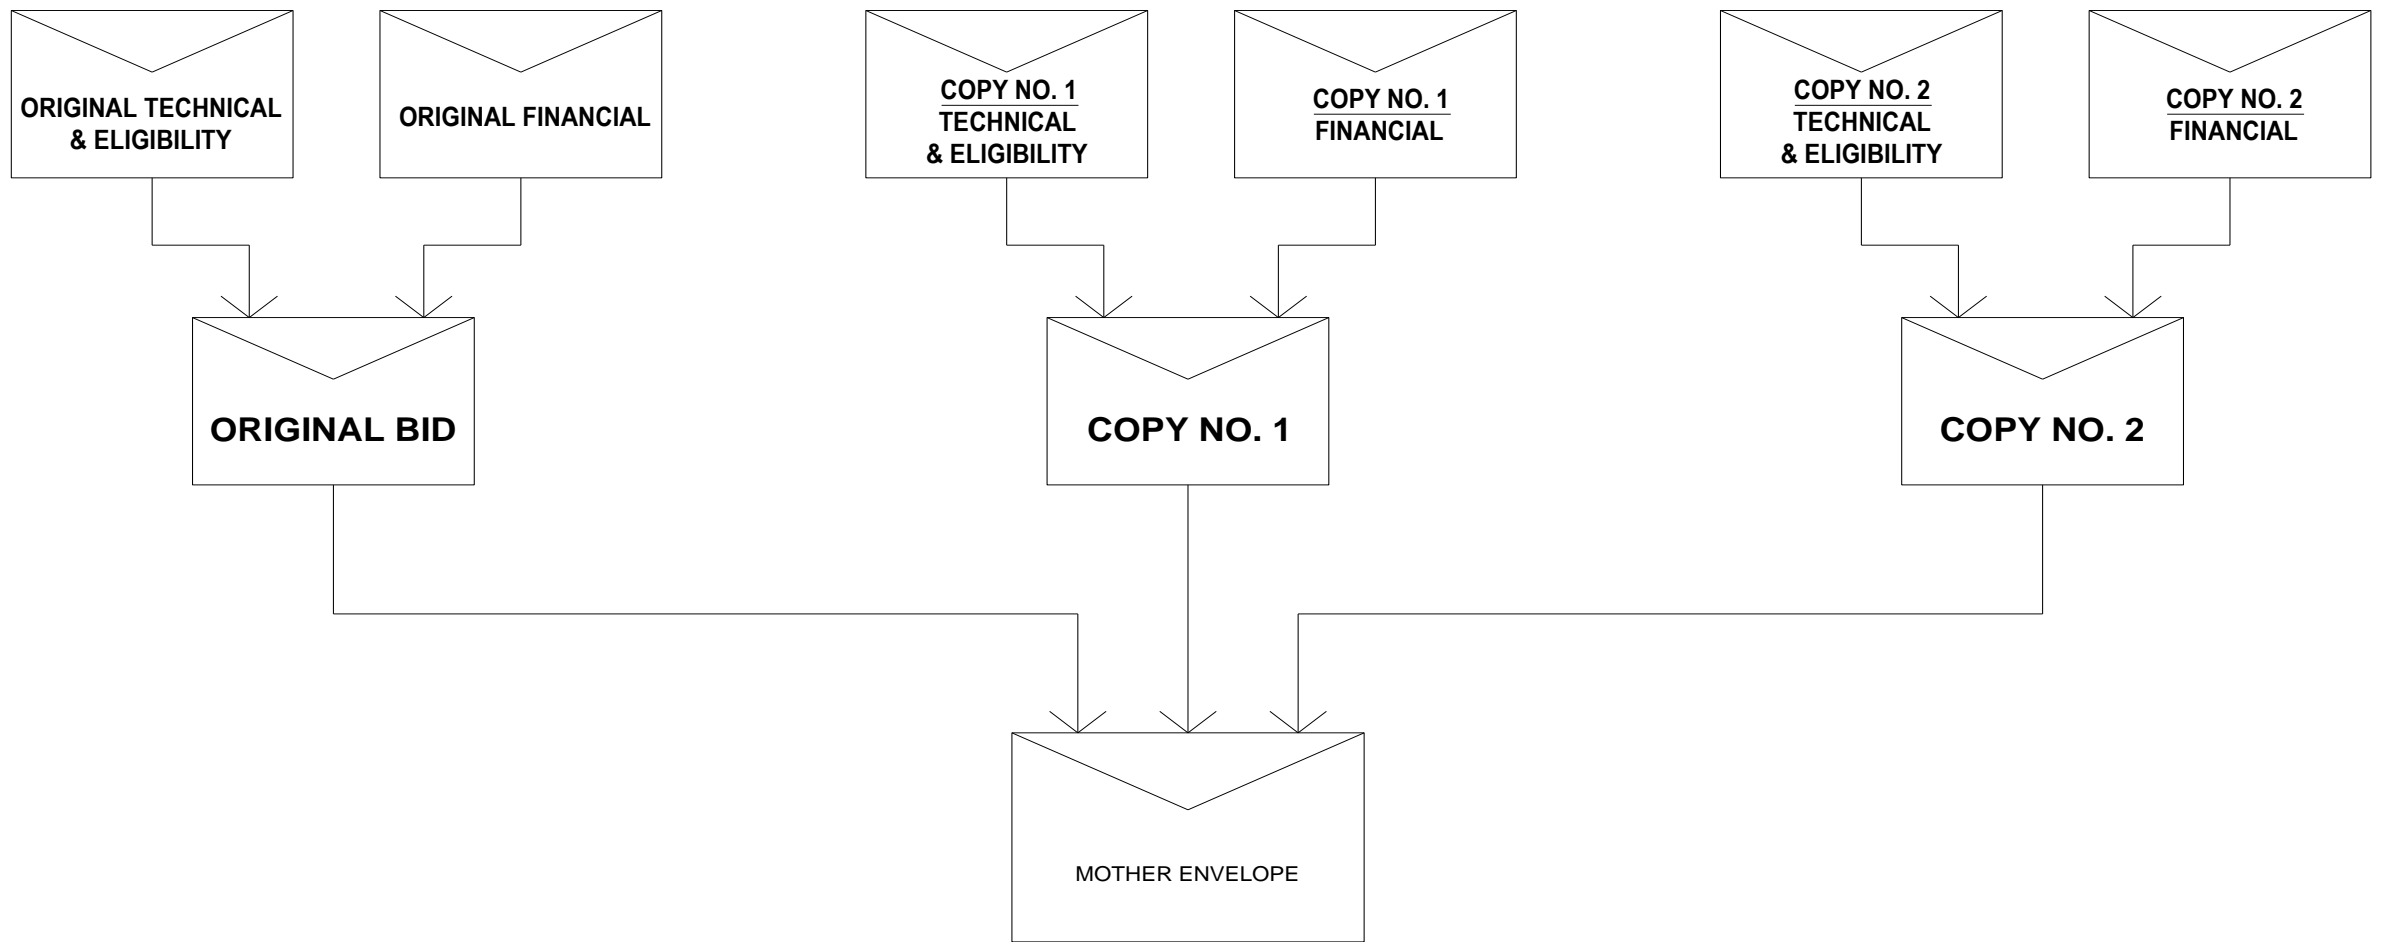 ORIGINAL TECHNICAL
& ELIGIBILITY
ORIGINAL FINANCIAL
COPY NO. 1
TECHNICAL
& ELIGIBILITY
COPY NO. 1
FINANCIAL
COPY NO. 2
TECHNICAL
& ELIGIBILITY
COPY NO. 2
FINANCIAL
ORIGINAL BID
COPY NO. 1
COPY NO. 2
MOTHER ENVELOPE